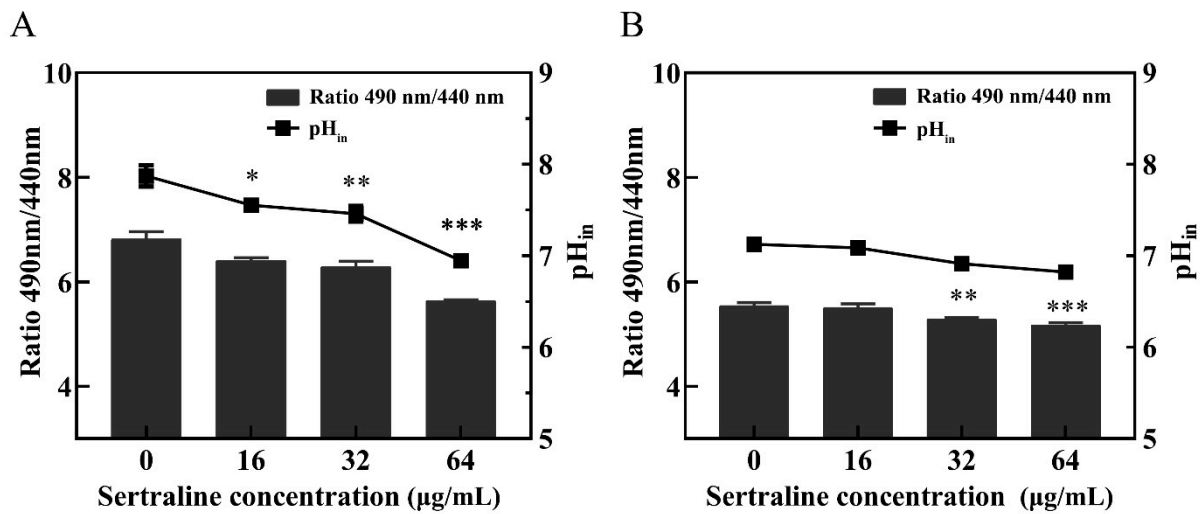 A
10
8
6
4
Ratio 490nm/440nm
Ratio 490 nm/440 nm
pHin
*
**
***
9
8
7
6
5
pHin
0 16 32 64
Sertraline concentration (μg/mL)
B
10
8
6
4
Ratio 490nm/440nm
Ratio 490 nm/440 nm
pHin
**
***
9
8
7
6
5
pHin
0 16 32 64
Sertraline concentration (μg/mL)